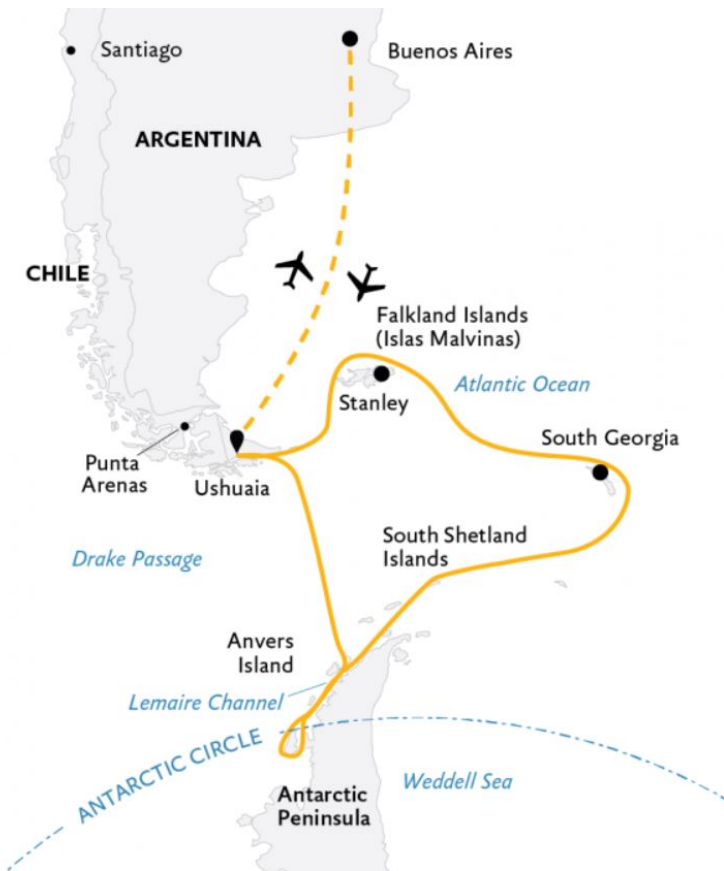 Santiago
Buenos Aires
ARGENTINA
CHILE
Falkland Islands
(Islas Malvinas)
Atlantic Ocean
Stanley
South Georgia
Punta
Arenas
Ushuaia
South Shetland
Islands
Drake Passage
Anvers
Island
Lemaire Channel
ANTARCTIC CIRCLE
Weddell Sea
Antarctic
Peninsula